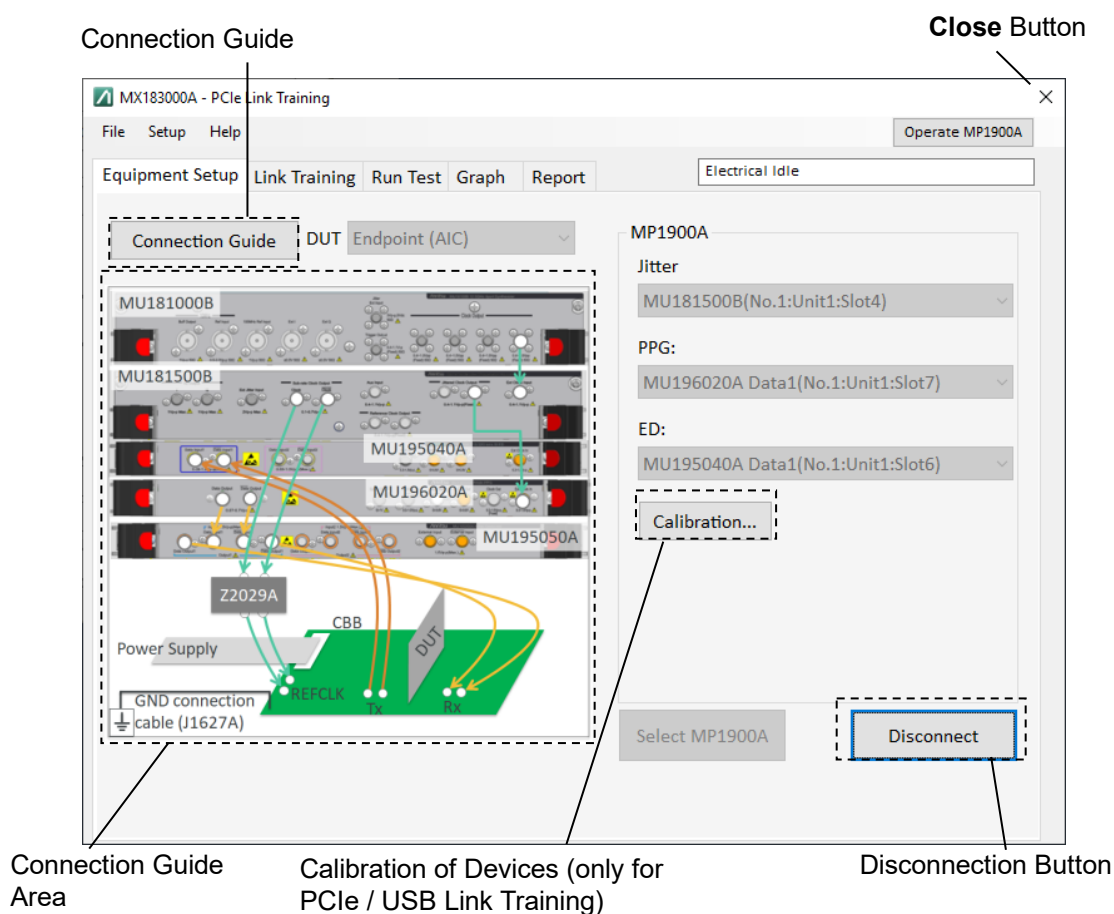 Close Button
Connection Guide
MX183000A - PCIe Link Training
File Setup Help
Operate MP1900A
Equipment Setup Link Training Run Test Graph Report
Electrical Idle
Connection Guide DUT Endpoint (AIC)
MP1900A
Jitter
MU181500B(No.1:Unit1:Slot4)
PPG:
MU196020A Data1(No.1:Unit1:Slot7)
ED:
MU195040A Data1(No.1:Unit1:Slot6)
Calibration...
Select MP1900A
Disconnect
MU181000B
MU181500B
MU195040A
MU196020A
MU195050A
Z2029A
CBB
DUT
Power Supply
REFCLK
Tx
Rx
GND connection
cable (J1627A)
Connection Guide
Area
Calibration of Devices (only for
PCIe / USB Link Training)
Disconnection Button